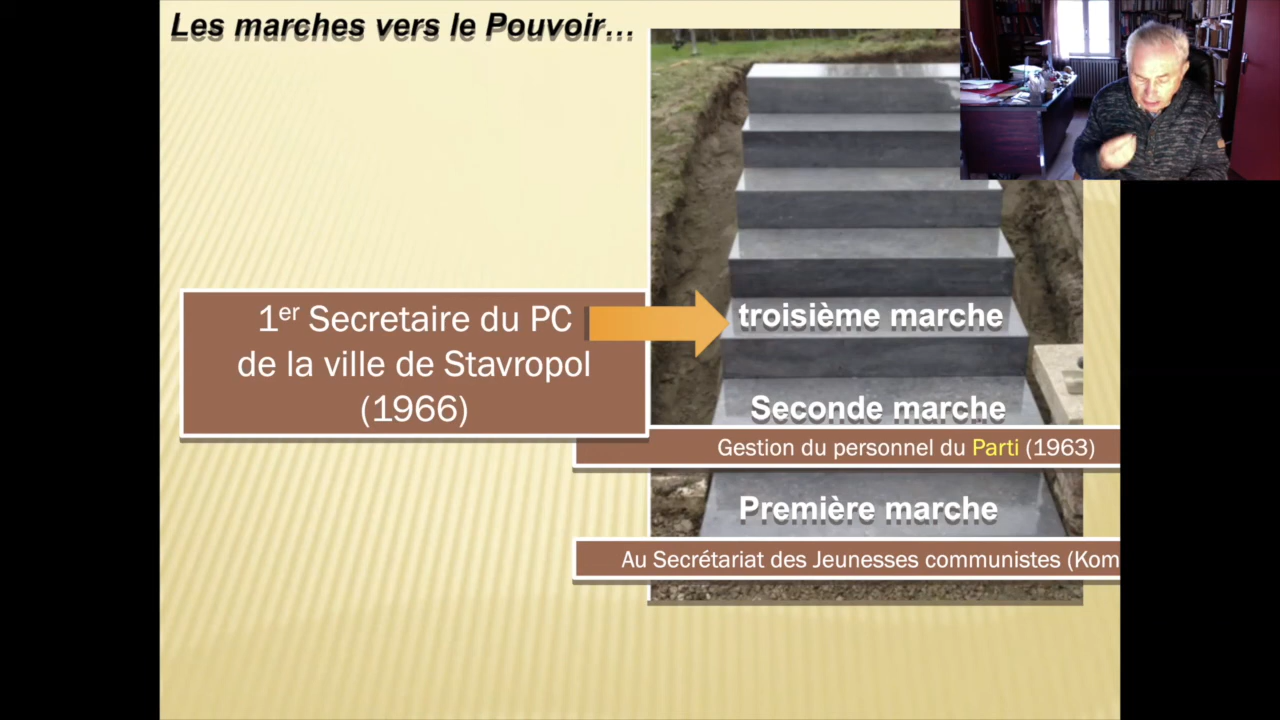 Les marches vers le Pouvoir...
1er Secretaire du PC
de la ville de Stavropol
(1966)
troisième marche
Seconde marche
Gestion du personnel du Parti (1963)
Première marche
Au Secrétariat des Jeunesses communistes (Kom